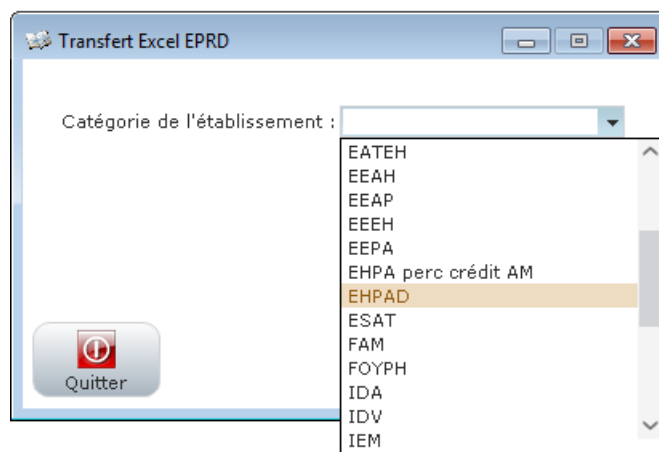 Transfert Excel EPRD
Catégorie de l'établissement :
EATEH
EEAH
EEAP
EEEH
EEPA
EHPA perc crédit AM
EHPAD
ESAT
FAM
FOYPH
IDA
IDV
IEM
Quitter